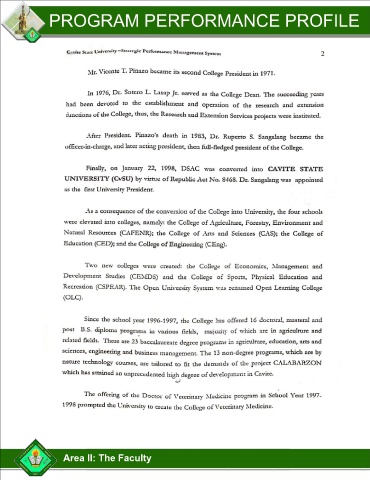 PROGRAM PERFORMANCE PROFILE
Cavite State University –Strategic Performance Management System 2
Mr. Vicente T. Pinazo became its second College President in 1971.
In 1976, Dr. Sotero L. Lasap Jr. served as the College Dean. The succeeding years
had been devoted to the establishment and operation of the research and extension
functions of the College, thus, the Research and Extension Services projects were instituted.
After President Pinazo's death in 1983, Dr. Ruperto S. Sangalang became the
officer-in-charge, and later acting president, then full-fledged president of the College.
Finally, on January 22, 1998, DSAC was converted into CAVITE STATE
UNIVERSITY (CvSU) by virtue of Republic Act No. 8468. Dr. Sangalang was appointed
as the first University President.
As a consequence of the conversion of the College into University, the four schools
were elevated into colleges, namely: the College of Agriculture, Forestry, Environment and
Natural Resources (CAFENR); the College of Arts and Sciences (CAS); the College of
Education (CED); and the College of Engineering (CEng).
Two new colleges were created: the College of Economics, Management and
Development Studies (CEMDS) and the College of Sports, Physical Education and
Recreation (CSPEAR). The Open University System was renamed Open Learning College
(OLC).
Since the school year 1996-1997, the College has offered 16 doctoral, masteral and
post B.S. diploma programs in various fields, majority of which are in agriculture and
related fields. There are 23 baccalaureate degree programs in agriculture, education, arts and
sciences, engineering and business management. The 13 non-degree programs, which are by
nature technology courses, are tailored to fit the demands of the project CALABARZON
which has attained an unprecedented high degree of development in Cavite.
The offering of the Doctor of Veterinary Medicine program in School Year 1997-
1998 prompted the University to create the College of Veterinary Medicine.
Area II: The Faculty